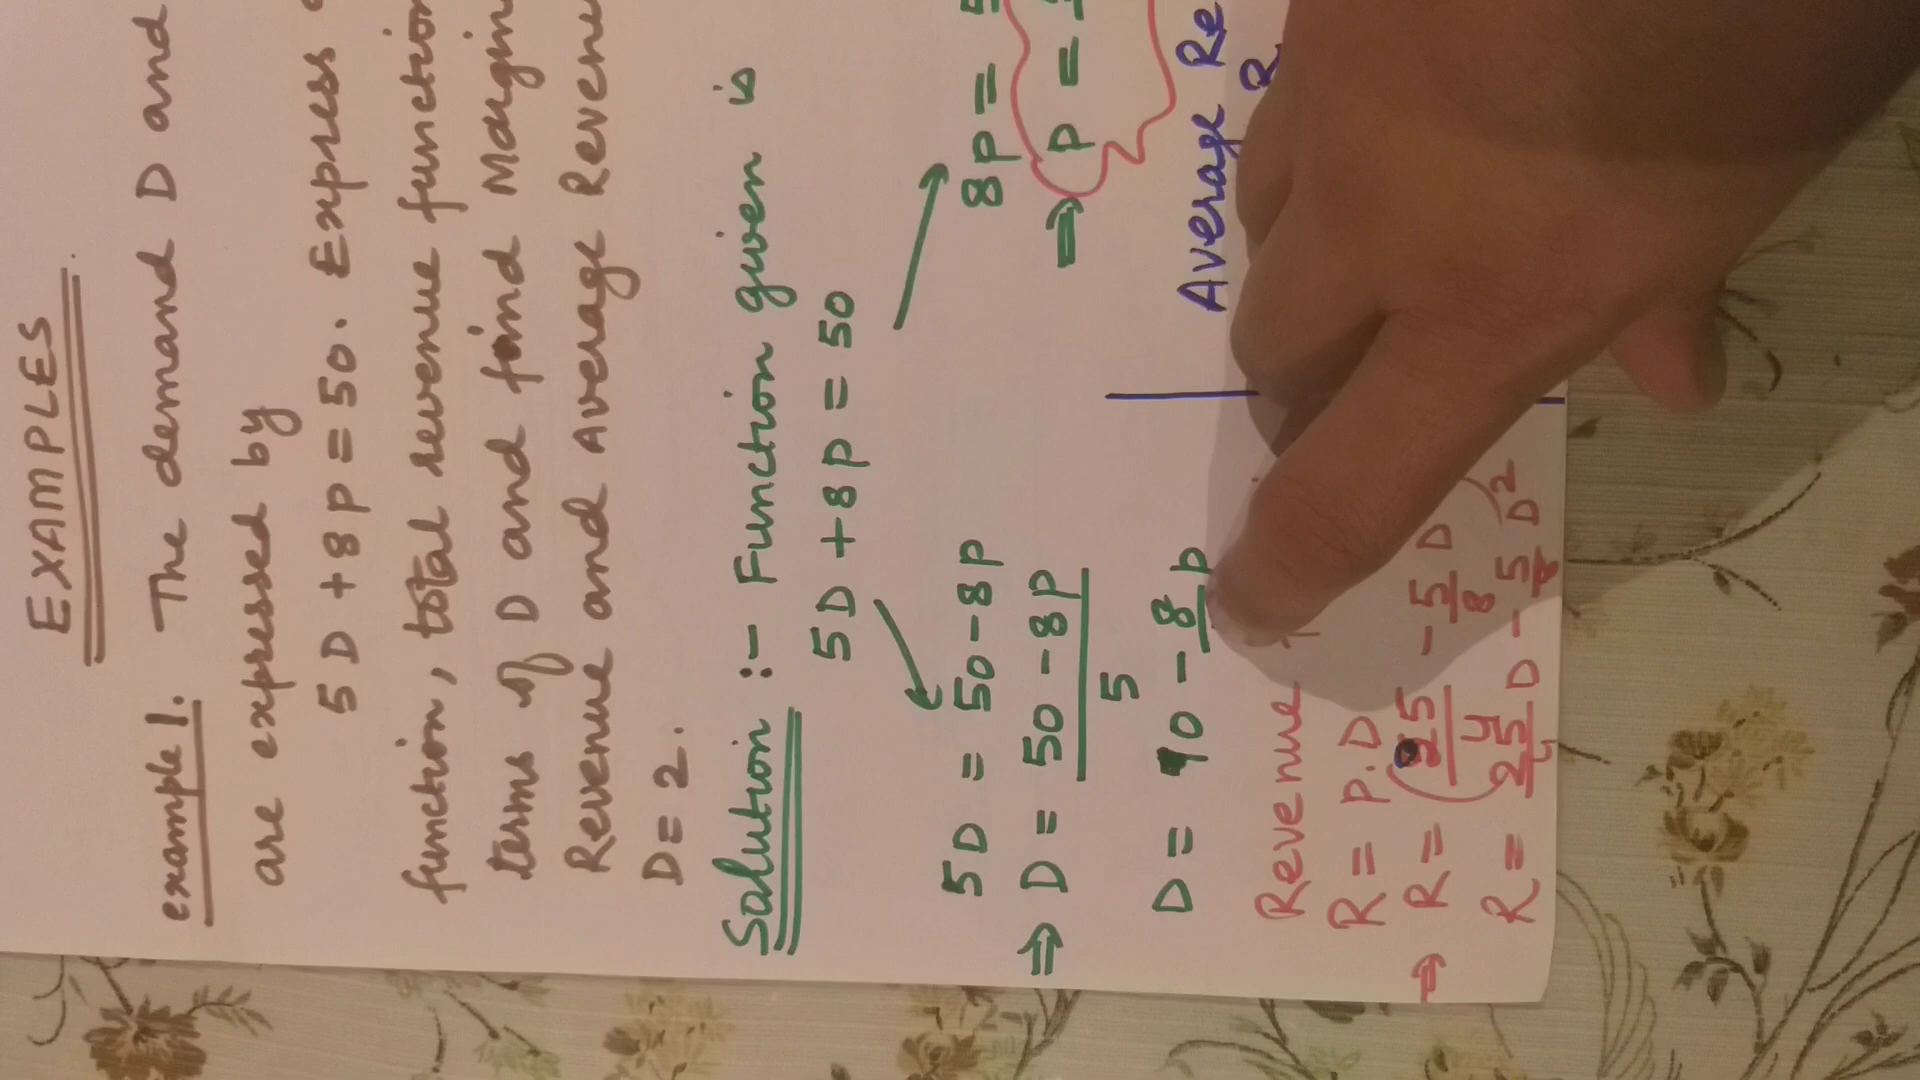 EXAMPLES
example 1. The demand D and
are expressed by
5D + 8p = 50. Express
function, total revenue function
terms of D and find Margin
Revenue and Average Revenue
D = 2.
Solution :- Function given is
5D + 8p = 50
5D = 50 - 8p
⇒ D = 50 - 8p
5
D = 10 - 8 p
8p =
⇒ p =
Revenue
R = p.D
⇒ R = (25/4 - 5/8 D
R = 25/4 D - 5/8 D²
Average Re
R